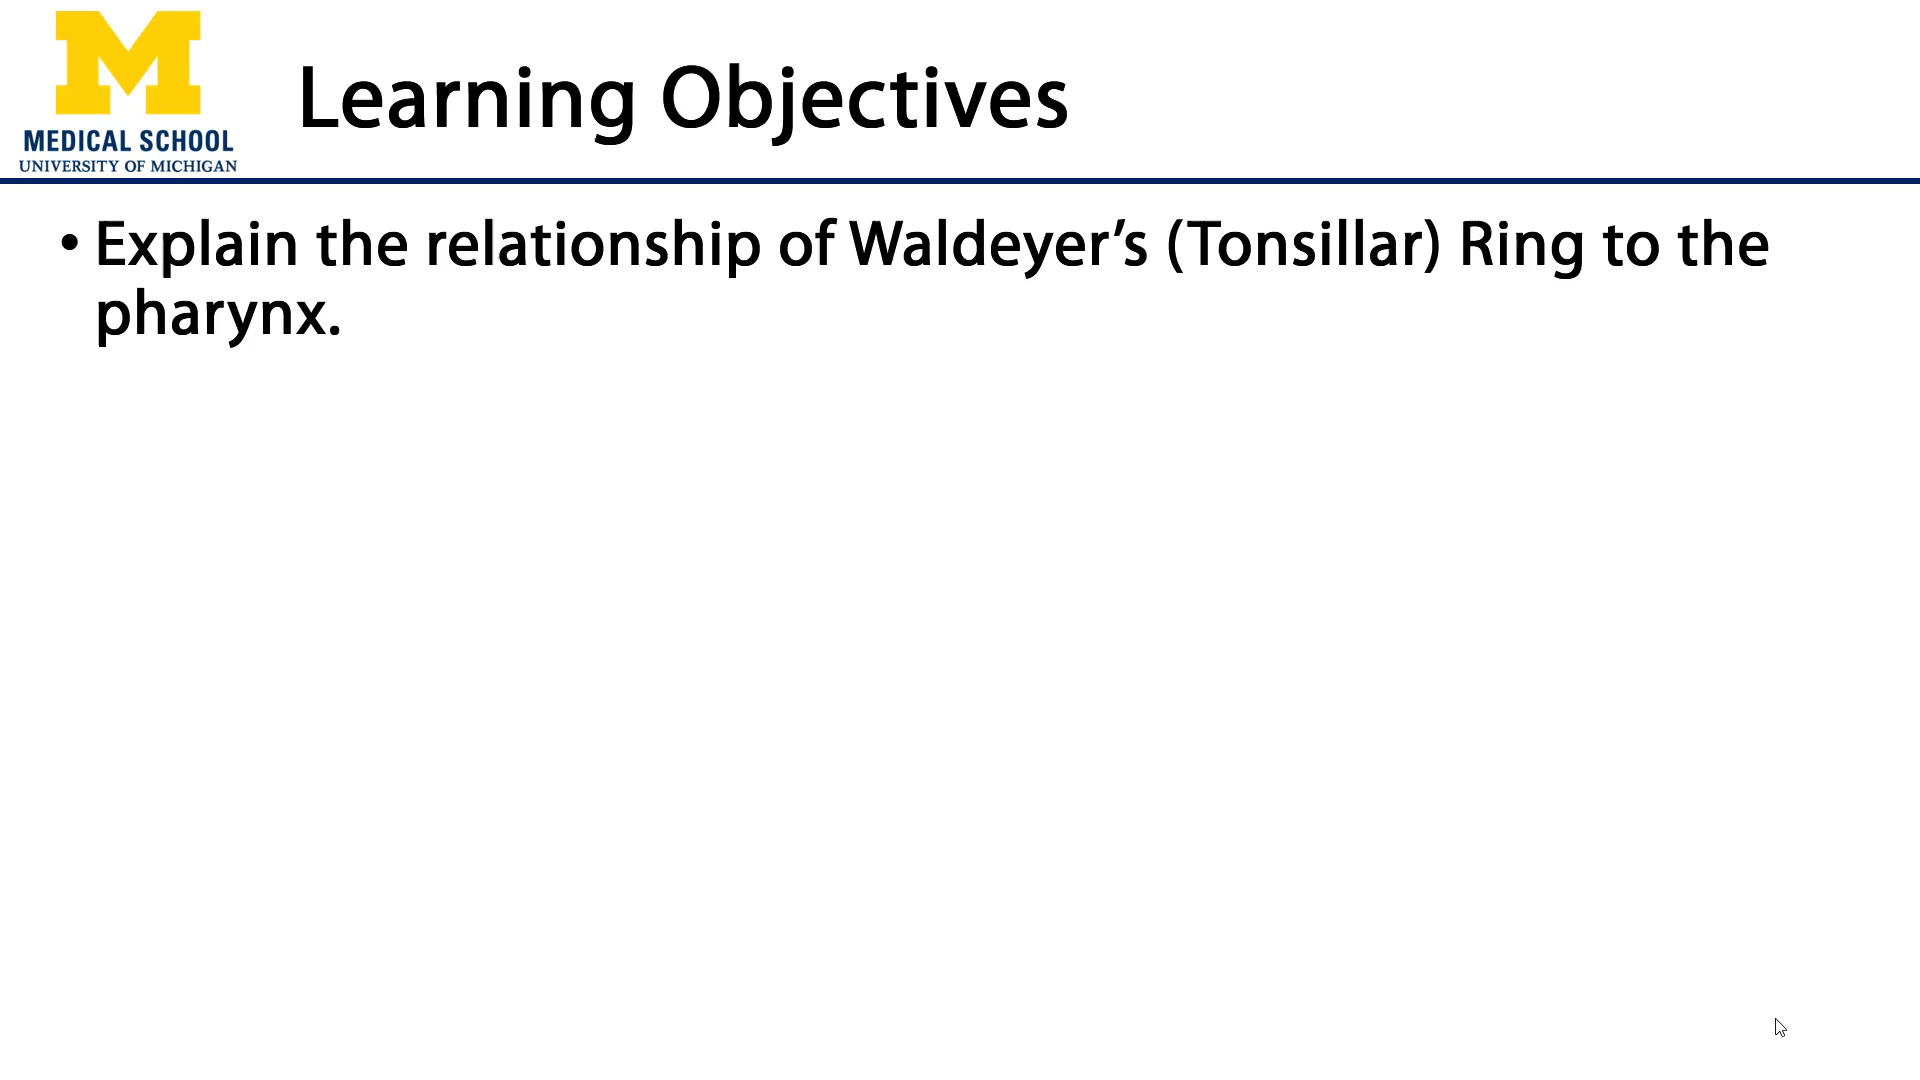 M
MEDICAL SCHOOL
UNIVERSITY OF MICHIGAN
Learning Objectives
• Explain the relationship of Waldeyer’s (Tonsillar) Ring to the
pharynx.